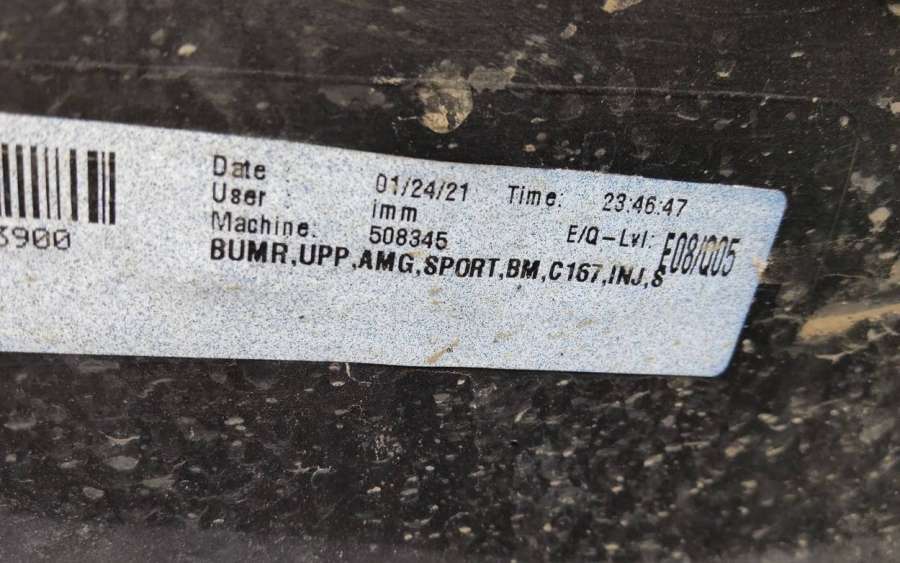 Date 01/24/21 Time: 23:46:47
User : imm
Machine: 508345 E/Q-Lvl: E08/Q05
BUMR,UPP,AMG,SPORT,BM,C167,INJ,S
3900